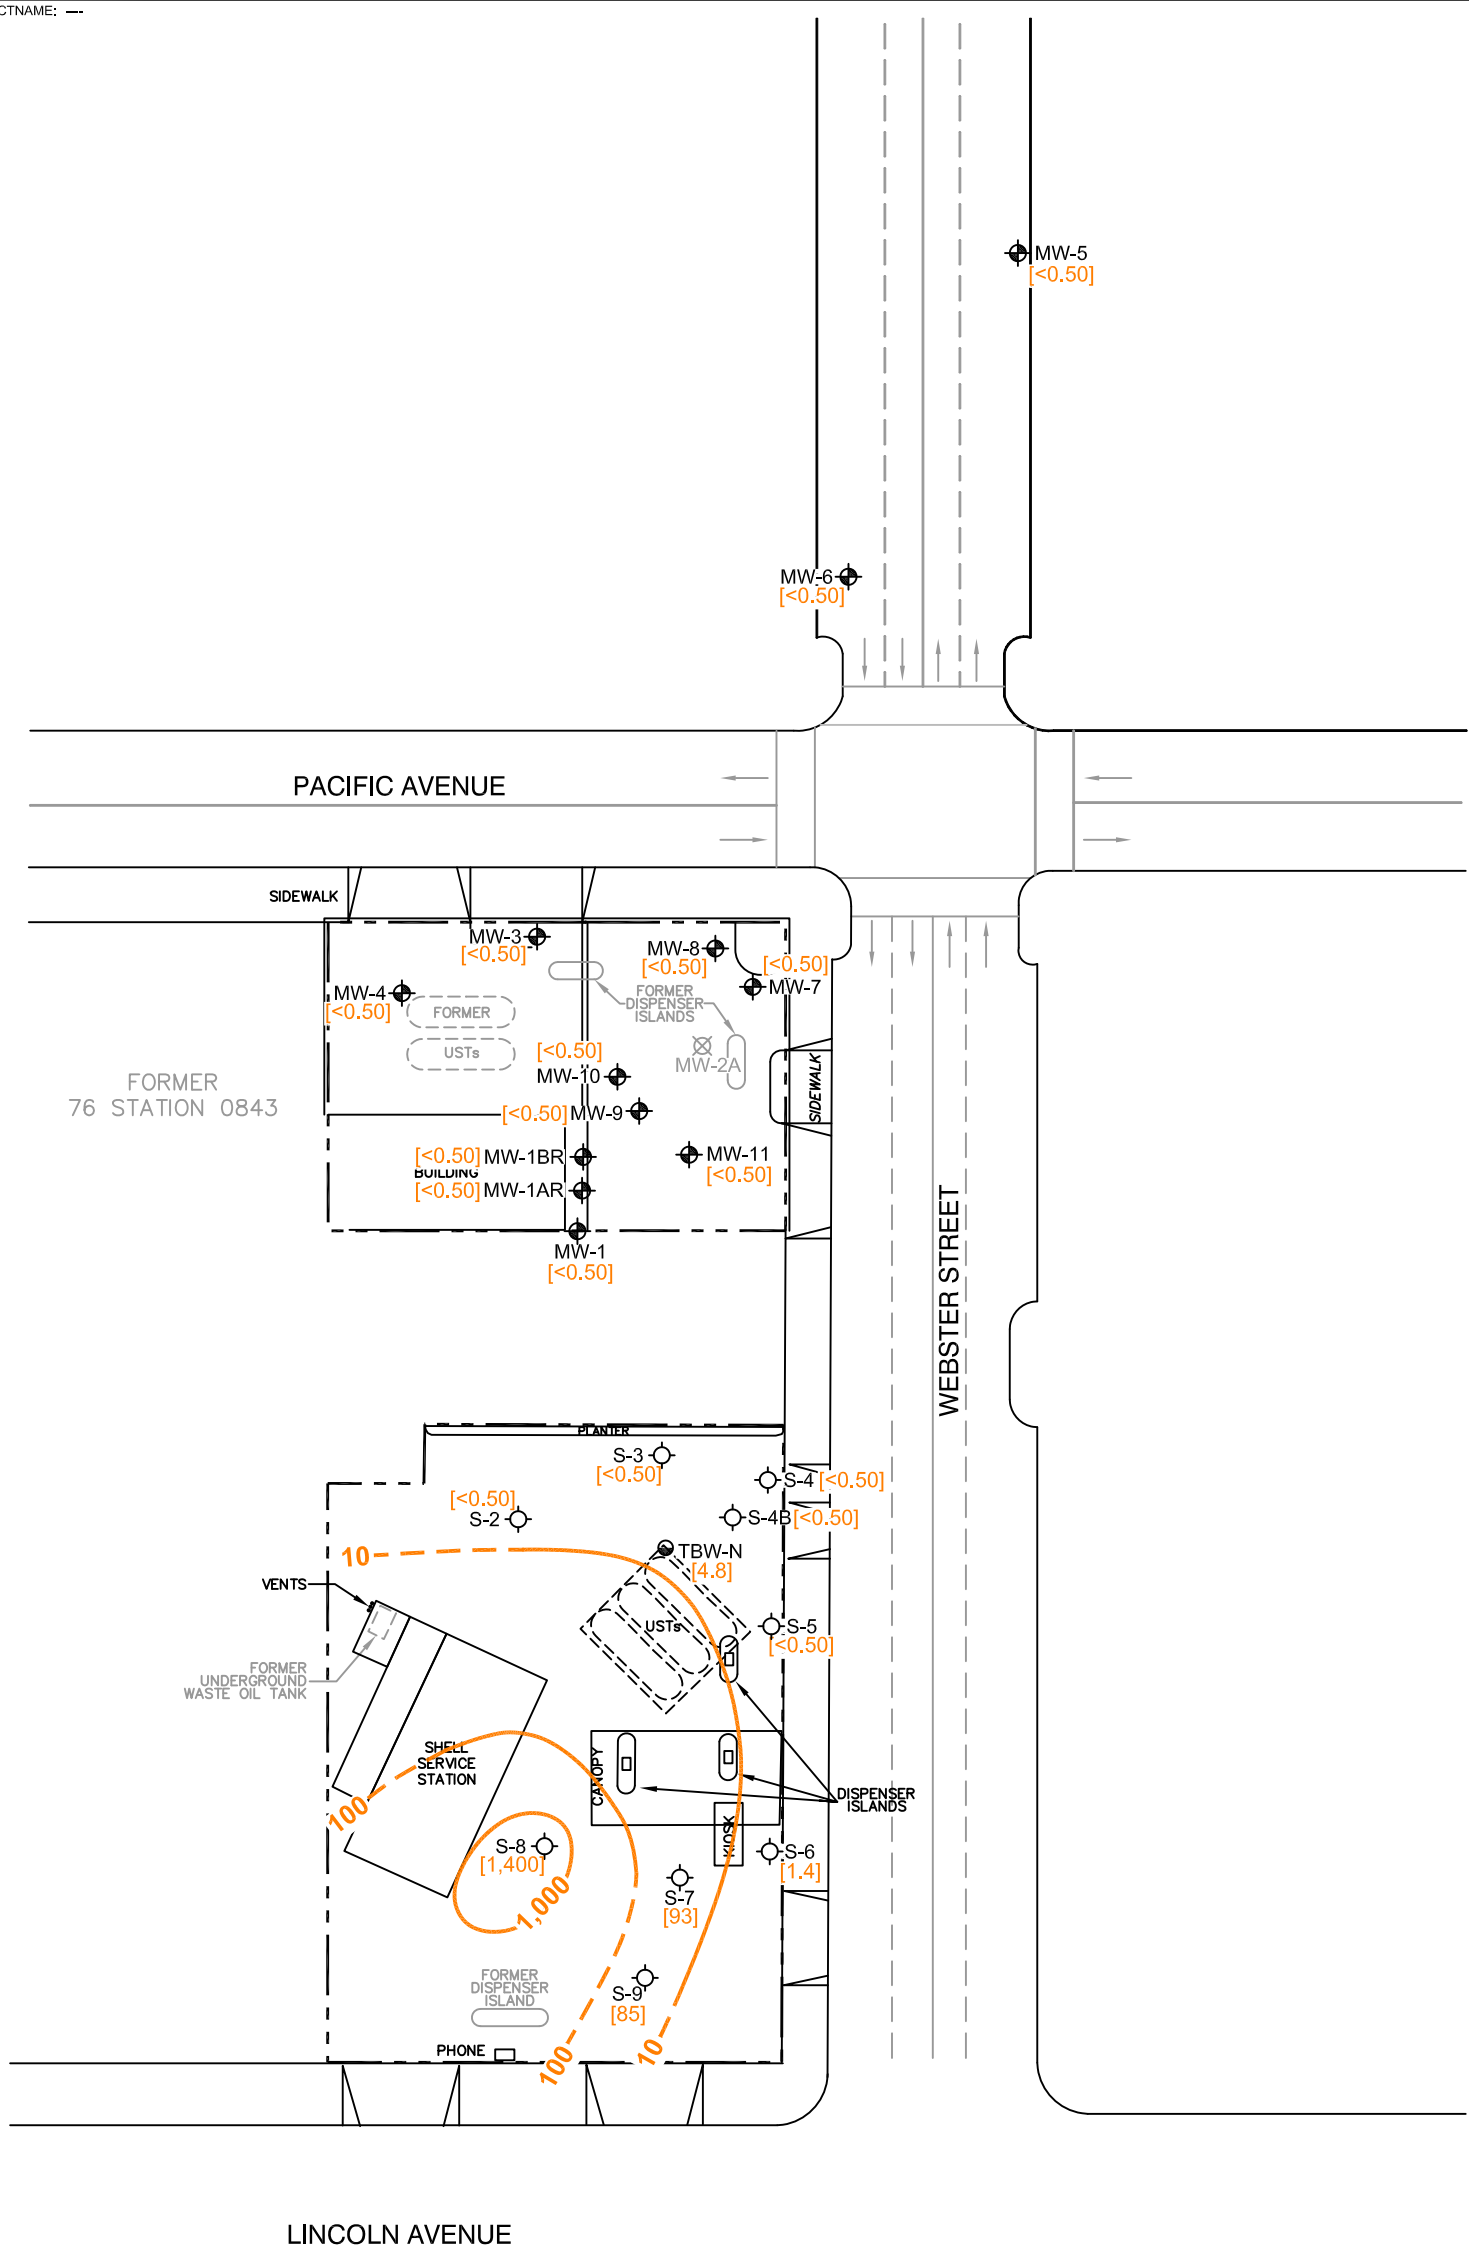 CTNAME: ---
MW-5
[<0.50]
MW-6
[<0.50]
PACIFIC AVENUE
SIDEWALK
MW-3
[<0.50]
MW-8
[<0.50]
[<0.50]
MW-7
MW-4
[<0.50]
FORMER
USTs
FORMER
DISPENSER
ISLANDS
MW-2A
[<0.50]
MW-10
SIDEWALK
FORMER
76 STATION 0843
[<0.50] MW-9
[<0.50] MW-1BR
BUILDING
[<0.50] MW-1AR
MW-11
[<0.50]
MW-1
[<0.50]
WEBSTER STREET
PLANTER
S-3
[<0.50]
S-4 [<0.50]
[<0.50]
S-2
S-4B [<0.50]
10
TBW-N
[4.8]
VENTS
USTs
S-5
[<0.50]
FORMER
UNDERGROUND
WASTE OIL TANK
SHELL
SERVICE
STATION
CANOPY
DISPENSER
ISLANDS
100
KIOSK
S-8
[1,400]
S-6
[1.4]
1,000
S-7
[93]
FORMER
DISPENSER
ISLAND
S-9
[85]
PHONE
100
10
LINCOLN AVENUE